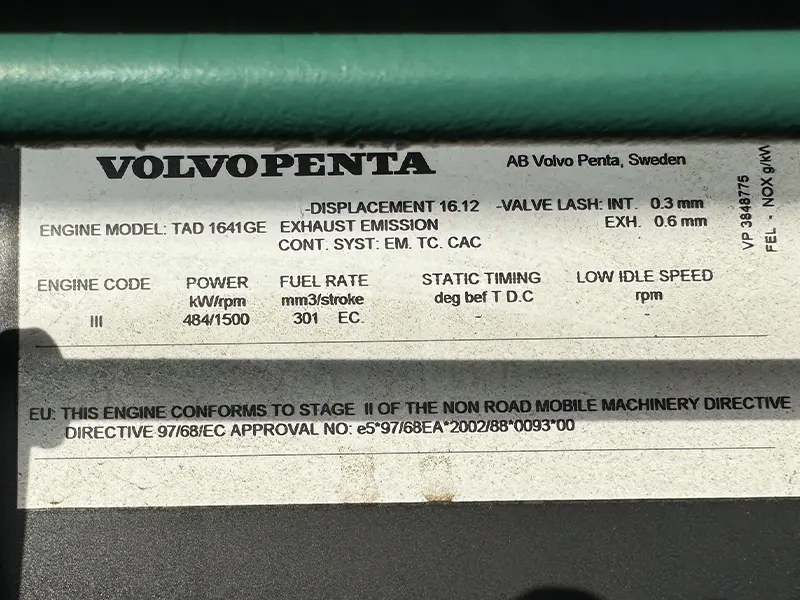 VOLVO PENTA
AB Volvo Penta, Sweden
-DISPLACEMENT 16.12 -VALVE LASH: INT. 0.3 mm
ENGINE MODEL: TAD 1641GE EXHAUST EMISSION EXH. 0.6 mm
CONT. SYST: EM. TC. CAC
VP 3848775
FEL - NOX g/kW
ENGINE CODE POWER FUEL RATE STATIC TIMING LOW IDLE SPEED
kW/rpm mm3/stroke deg bef T D.C rpm
III 484/1500 301 EC. - -
EU: THIS ENGINE CONFORMS TO STAGE II OF THE NON ROAD MOBILE MACHINERY DIRECTIVE
DIRECTIVE 97/68/EC APPROVAL NO: e5*97/68EA*2002/88*0093*00